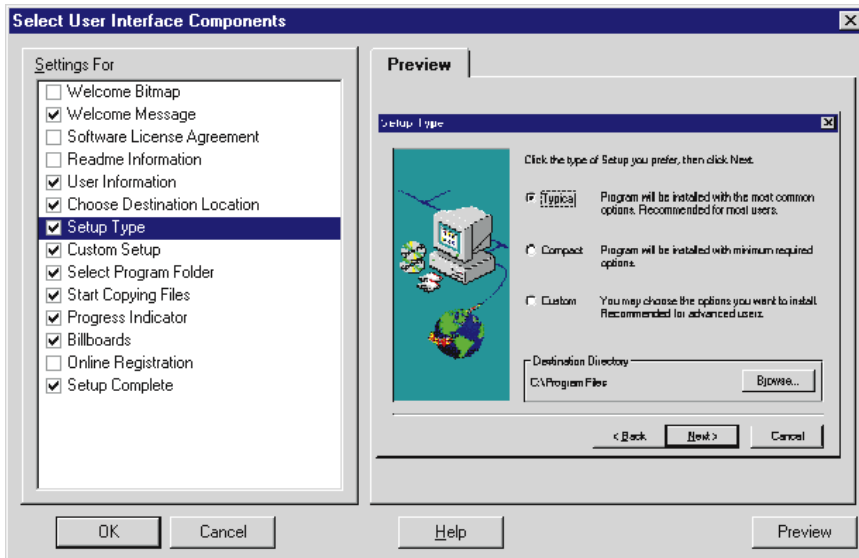 Select User Interface Components
Settings For
Welcome Bitmap
Welcome Message
Software License Agreement
Readme Information
User Information
Choose Destination Location
Setup Type
Custom Setup
Select Program Folder
Start Copying Files
Progress Indicator
Billboards
Online Registration
Setup Complete
Preview
Setup Type
Click the type of Setup you prefer, then click Next.
Typical
Program will be installed with the most common
options. Recommended for most users.
Compact
Program will be installed with minimum required
options.
Custom
You may choose the options you want to install.
Recommended for advanced users.
Destination Directory
C:\Program Files
Browse...
< Back
Next >
Cancel
OK
Cancel
Help
Preview